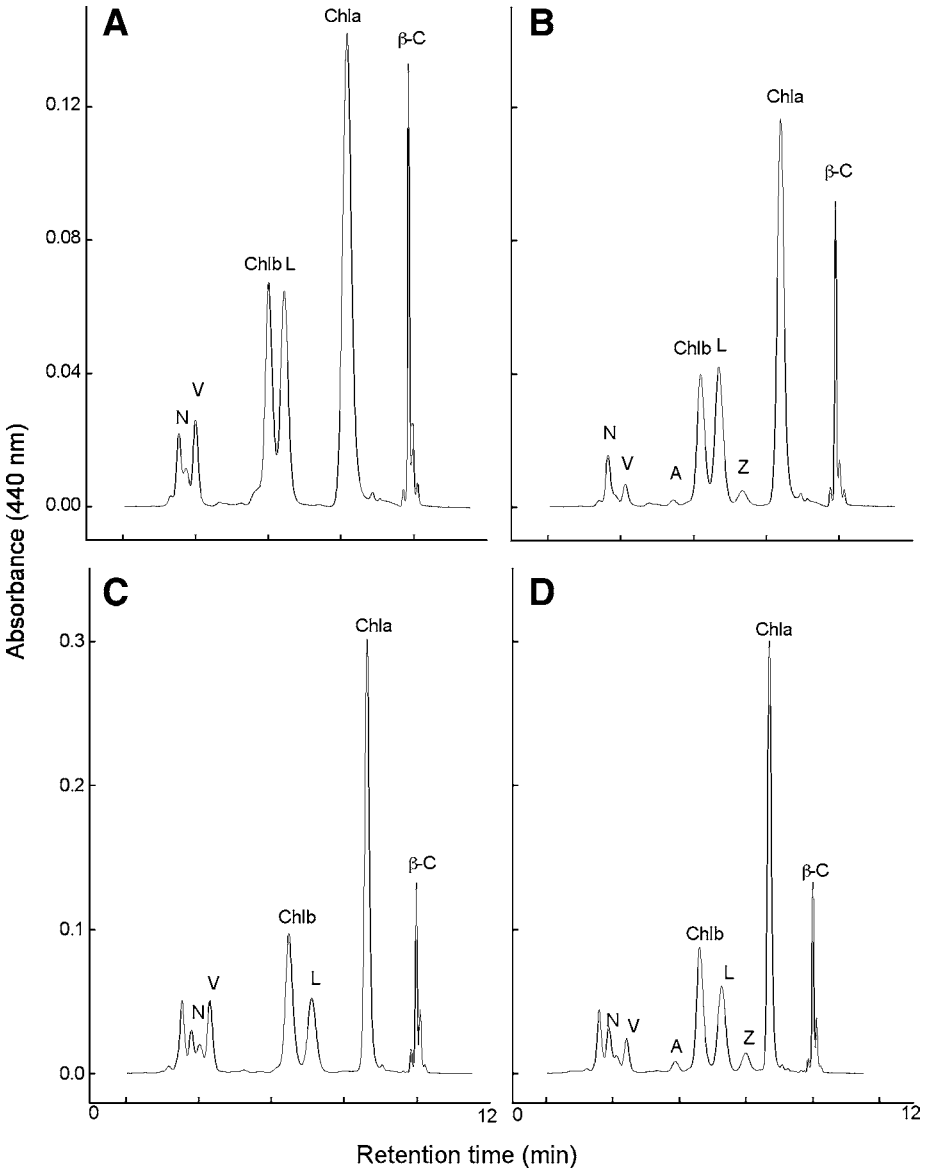 A
Chla
β-C
0.12
0.08
Chlb L
0.04
V
N
0.00
B
Chla
β-C
Chlb L
N
V
A
Z
Absorbance (440 nm)
C
Chla
0.3
0.2
β-C
Chlb
0.1
V
N
L
0.0
0
12
D
Chla
β-C
Chlb
L
N
V
A
Z
0
12
Retention time (min)